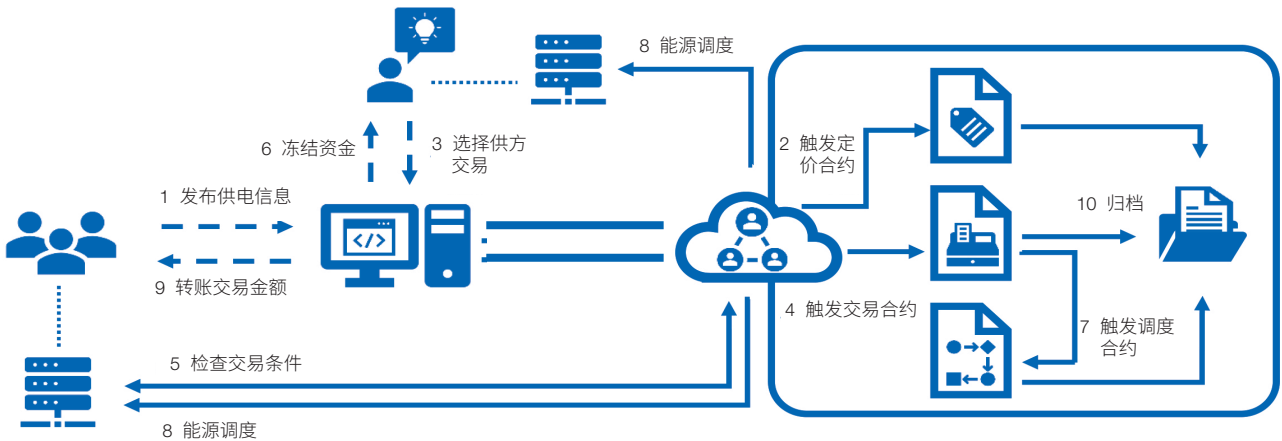 8 能源调度
6 冻结资金
3 选择供方
交易
2 触发定
价合约
1 发布供电信息
</>
10 归档
9 转账交易金额
4 触发交易合约
7 触发调度
合约
5 检查交易条件
8 能源调度